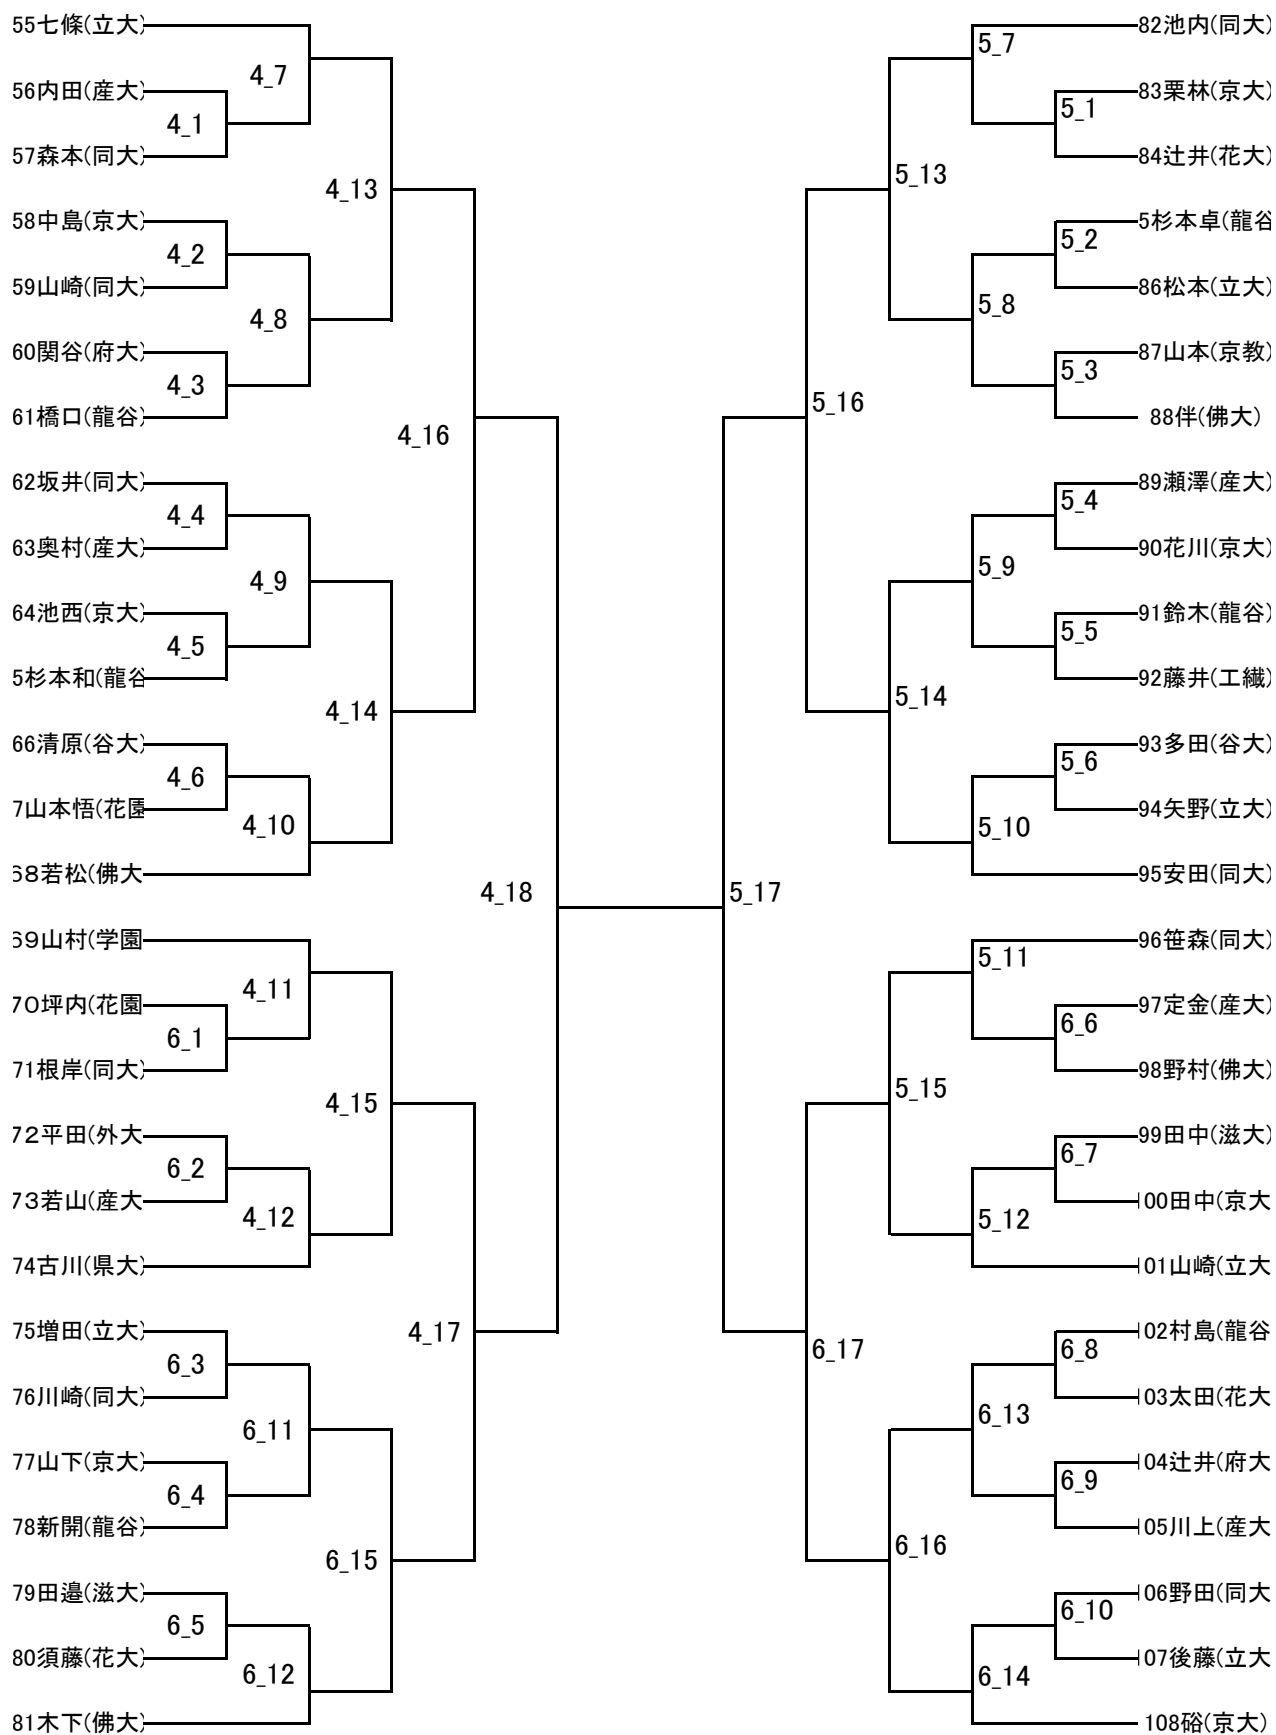 55七條(立大)
4_7
56内田(産大)
4_1
57森本(同大)
4_13
58中島(京大)
4_2
59山崎(同大)
4_8
60関谷(府大)
4_3
61橋口(龍谷)
4_16
62坂井(同大)
4_4
63奥村(産大)
4_9
64池西(京大)
4_5
5杉本和(龍谷
4_14
66清原(谷大)
4_6
7山本悟(花園
4_10
68若松(佛大
4_18
69山村(学園
4_11
70坪内(花園
6_1
71根岸(同大)
4_15
72平田(外大
6_2
73若山(産大
4_12
74古川(県大)
4_17
75増田(立大)
6_3
76川崎(同大)
6_11
77山下(京大)
6_4
78新開(龍谷)
6_15
79田邉(滋大)
6_5
80須藤(花大)
6_12
81木下(佛大)
82池内(同大)
5_7
83栗林(京大)
5_1
84辻井(花大)
5_13
5杉本卓(龍谷
5_2
86松本(立大)
5_8
87山本(京教)
5_3
88伴(佛大)
5_16
89瀬澤(産大)
5_4
90花川(京大)
5_9
91鈴木(龍谷)
5_5
92藤井(工繊)
5_14
93多田(谷大)
5_6
94矢野(立大)
5_10
95安田(同大)
5_17
96笹森(同大)
5_11
97定金(産大)
6_6
98野村(佛大)
5_15
99田中(滋大)
6_7
00田中(京大
5_12
01山崎(立大
6_17
02村島(龍谷
6_8
03太田(花大
6_13
04辻井(府大
6_9
05川上(産大
6_16
06野田(同大
6_10
07後藤(立大
6_14
108硲(京大)